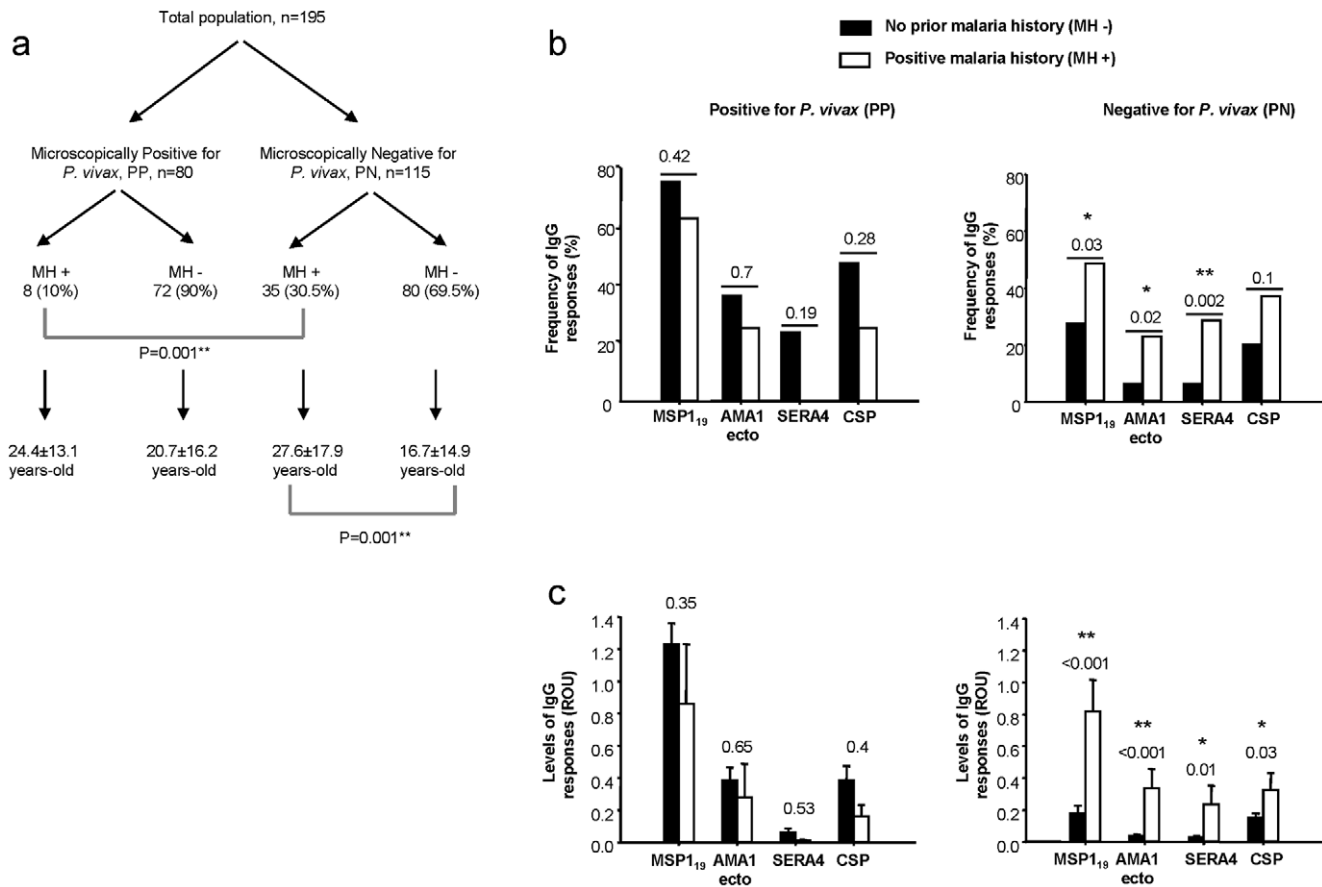 a
Total population, n=195
Microscopically Positive for
P. vivax, PP, n=80
Microscopically Negative for
P. vivax, PN, n=115
MH +
8 (10%)
MH -
72 (90%)
MH +
35 (30.5%)
MH -
80 (69.5%)
P=0.001**
24.4±13.1
years-old
20.7±16.2
years-old
27.6±17.9
years-old
16.7±14.9
years-old
P=0.001**
b
No prior malaria history (MH -)
Positive malaria history (MH +)
Positive for P. vivax (PP)
Frequency of IgG
responses (%)
80
60
40
20
0
0.42
0.7
0.19
0.28
MSP1₁₉
AMA1
ecto
SERA4
CSP
Negative for P. vivax (PN)
Frequency of IgG
responses (%)
80
60
40
20
0
*
0.03
*
0.02
**
0.002
0.1
MSP1₁₉
AMA1
ecto
SERA4
CSP
c
Levels of IgG
responses (ROU)
1.4
1.2
1.0
0.8
0.6
0.4
0.2
0.0
0.35
0.65
0.53
0.4
MSP1₁₉
AMA1
ecto
SERA4
CSP
Levels of IgG
responses (ROU)
1.4
1.2
1.0
0.8
0.6
0.4
0.2
0.0
**
<0.001
**
<0.001
*
0.01
*
0.03
MSP1₁₉
AMA1
ecto
SERA4
CSP